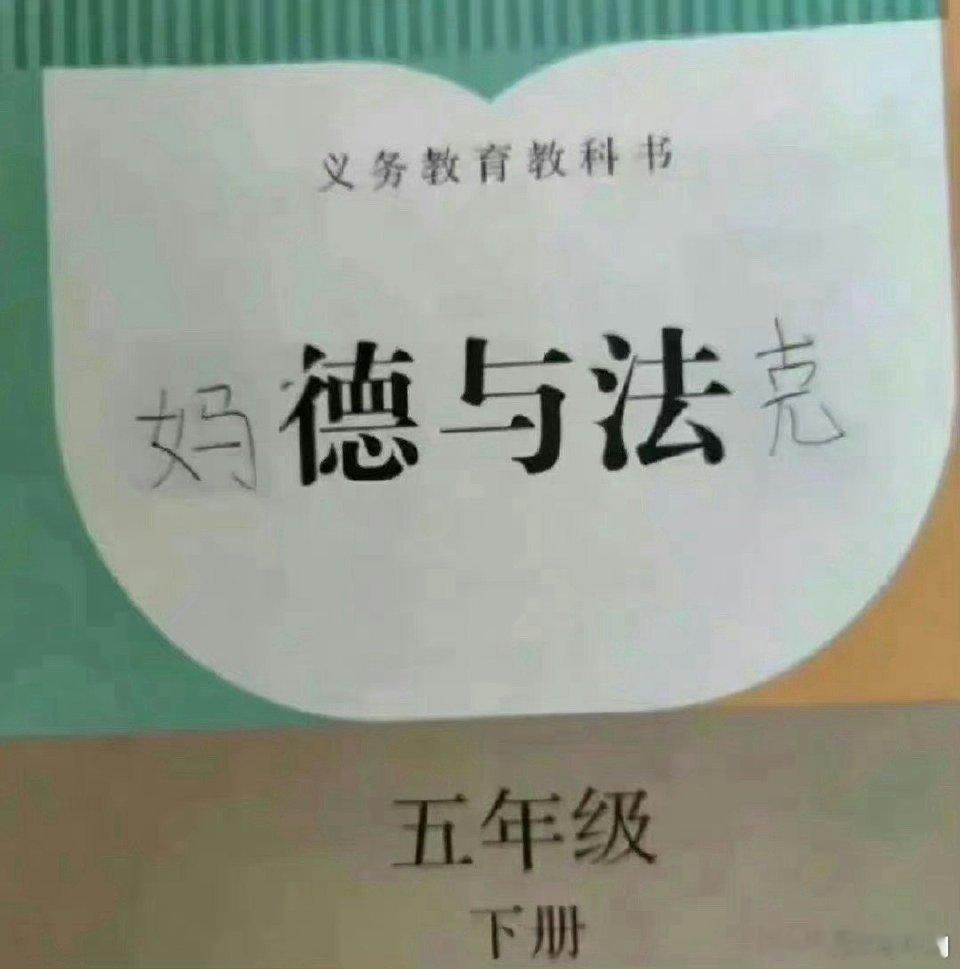 义务教育教科书
妈德与法克
五年级
下册